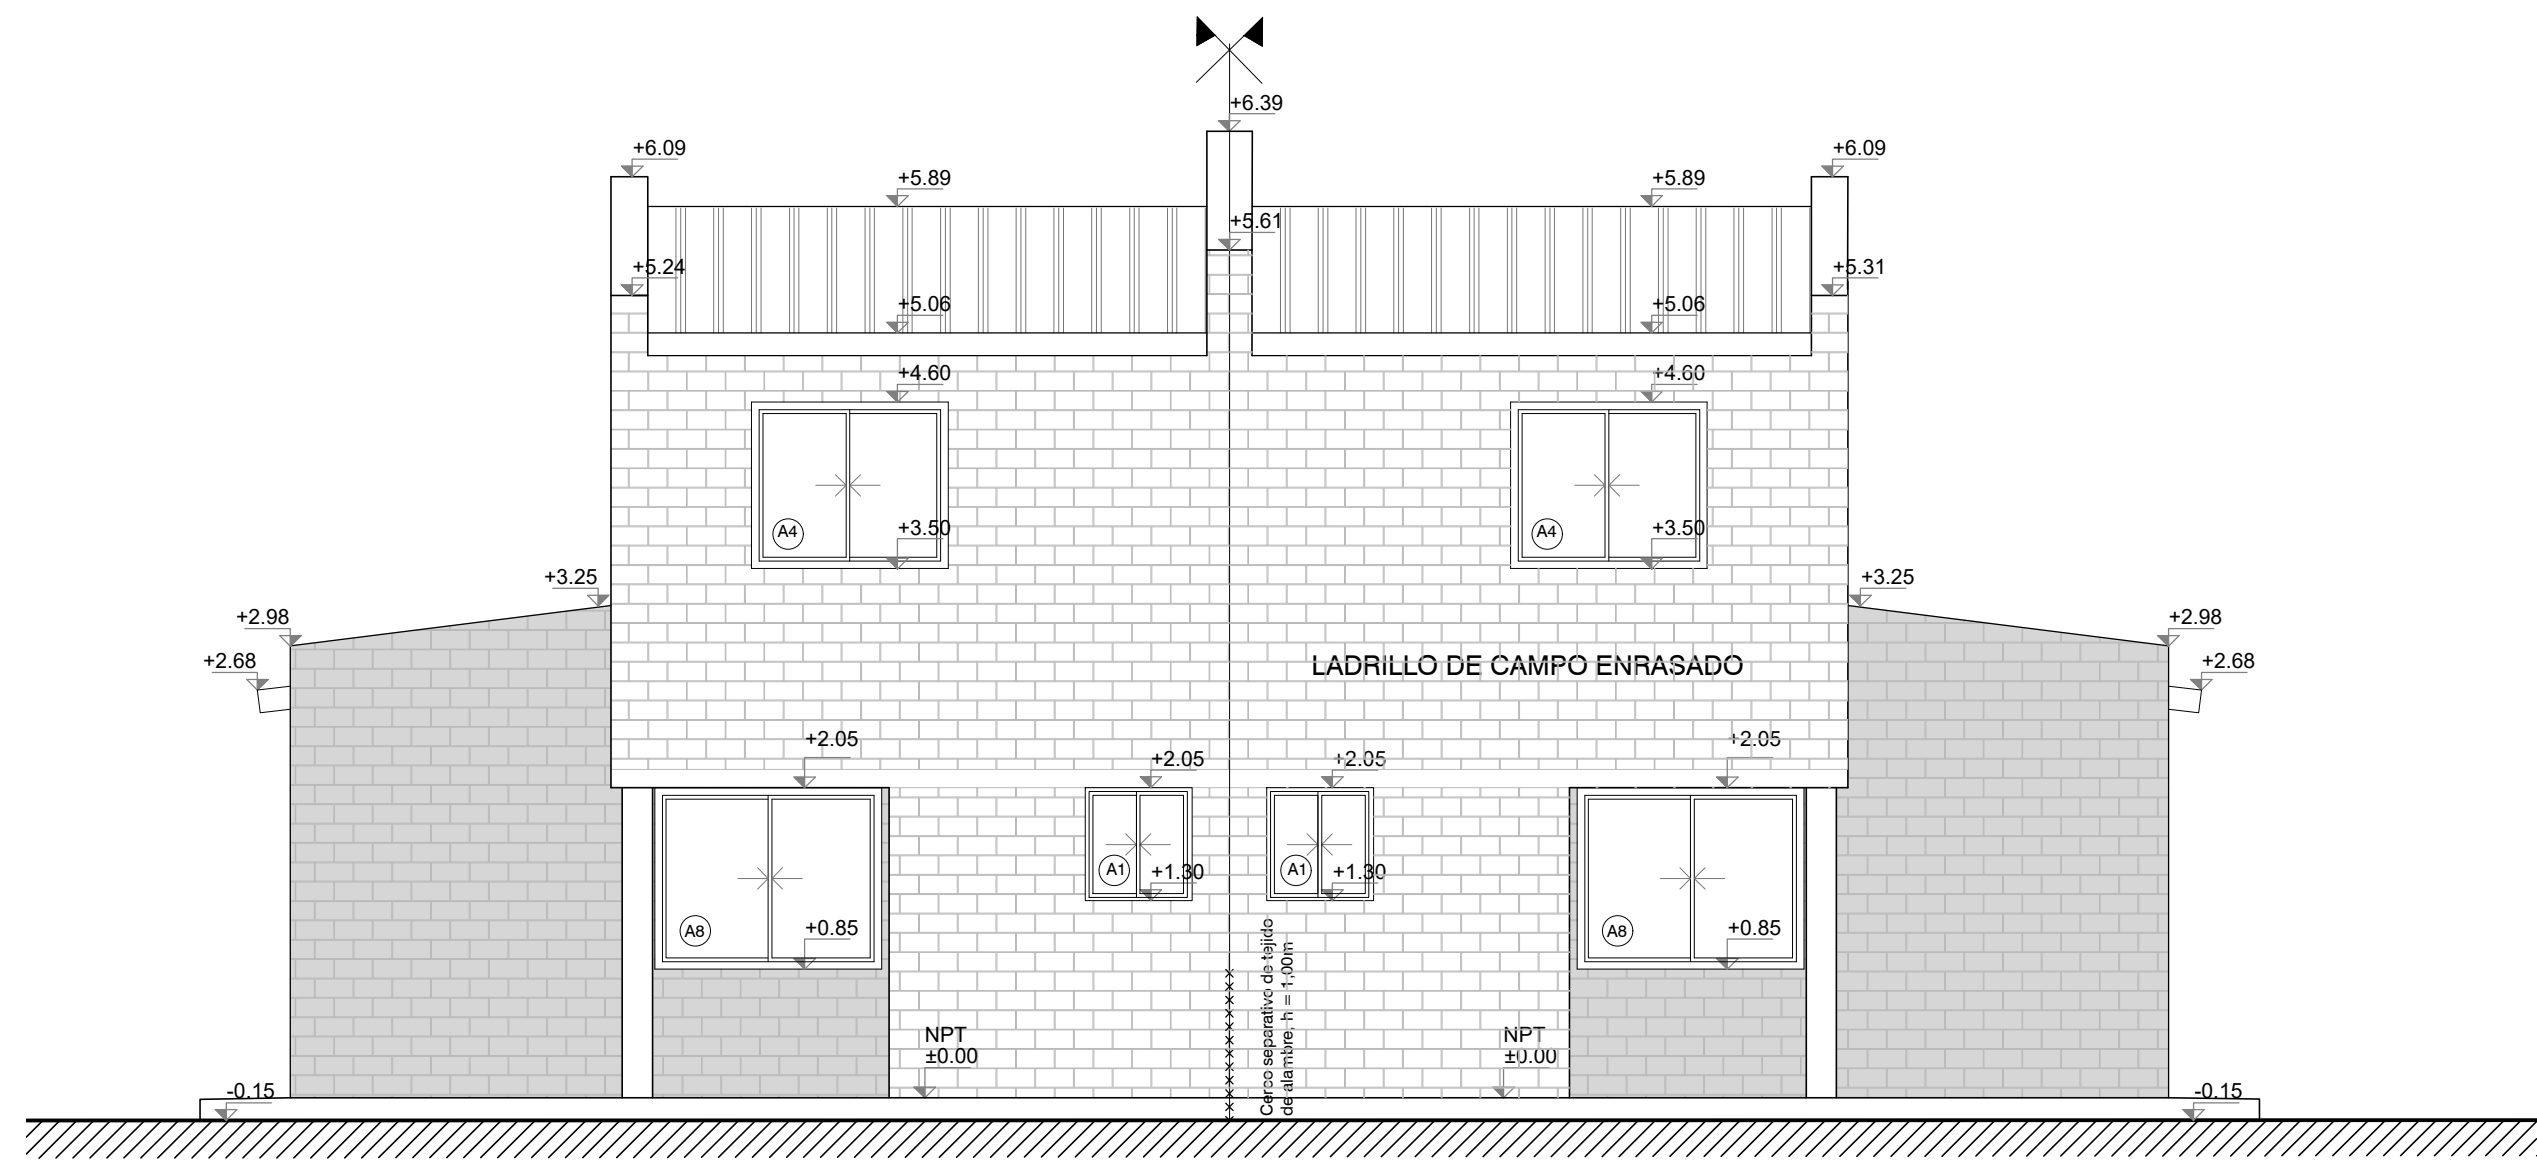 +6.39
+6.09
+6.09
+5.89
+5.89
+5.61
+5.24
+5.31
+5.06
+5.06
+4.60
+4.60
+3.50
+3.50
A4
A4
+3.25
+3.25
+2.98
+2.98
+2.68
+2.68
LADRILLO DE CAMPO ENRASADO
+2.05
+2.05
+2.05
+2.05
A1
+1.30
A1
+1.30
A8
+0.85
A8
+0.85
Cerco separativo de tejido
de alambre, h = 1,00m
NPT
±0.00
NPT
±0.00
-0.15
-0.15